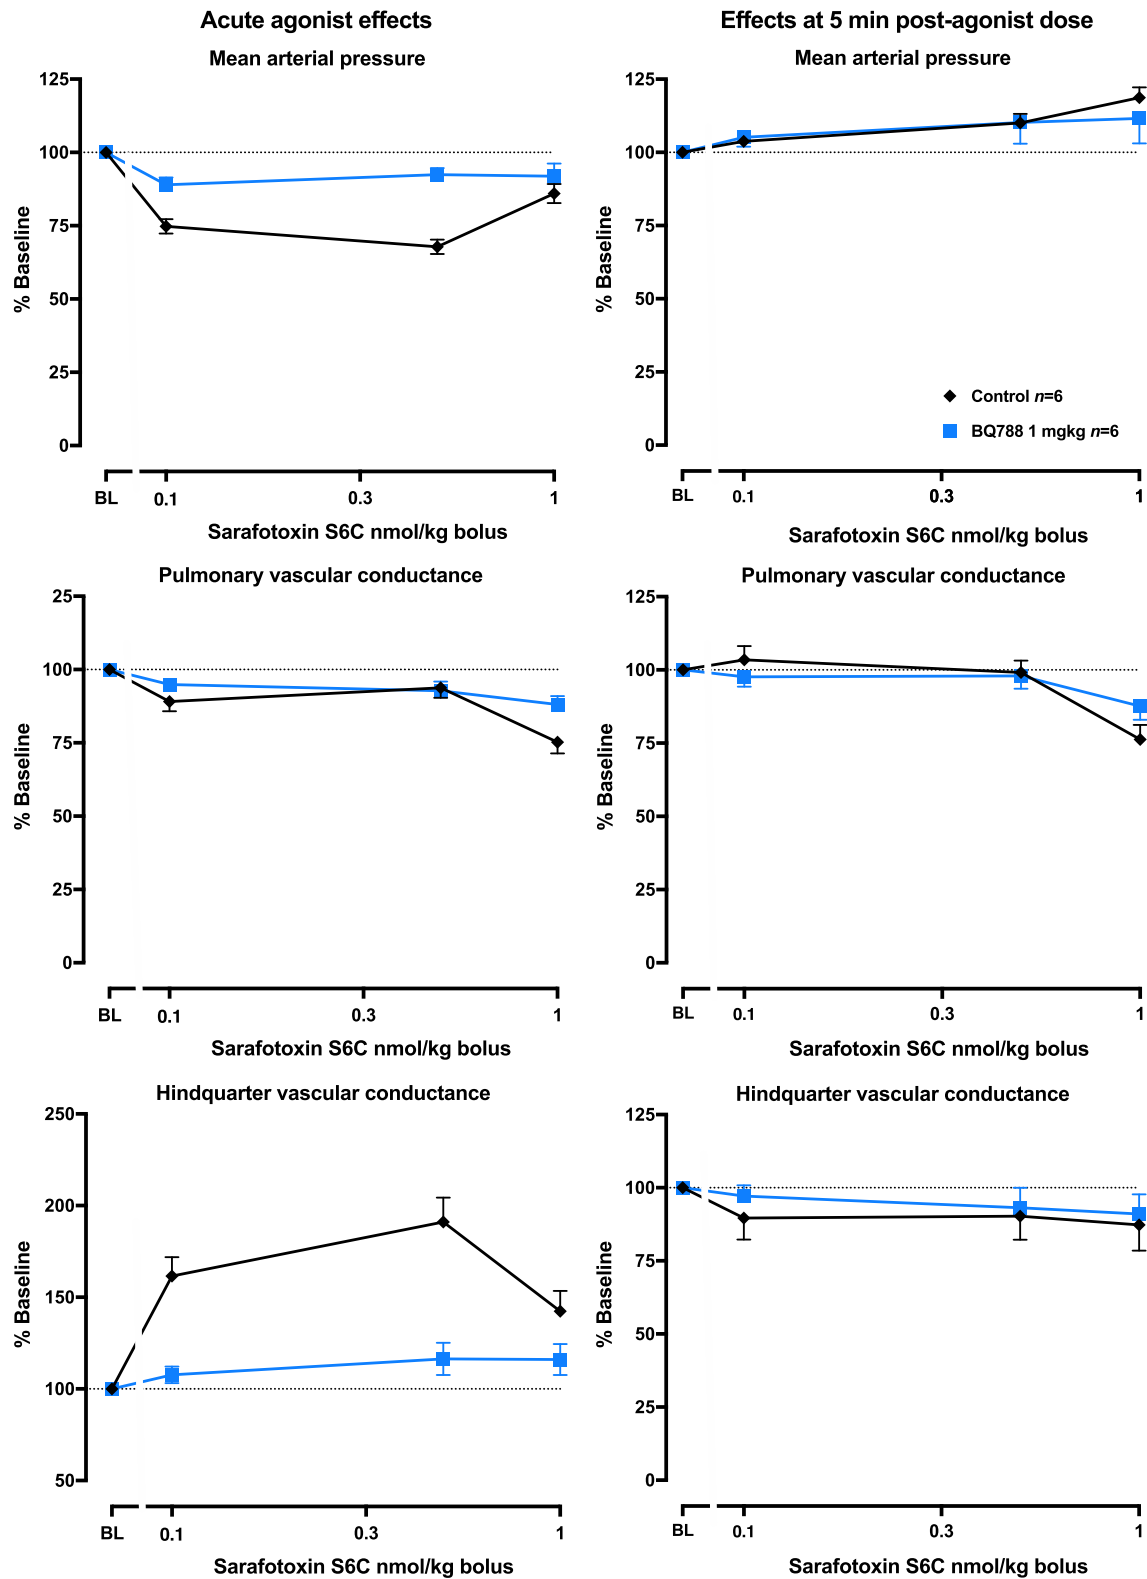 Acute agonist effects
Mean arterial pressure
125
100
75
50
25
0
% Baseline
BL 0.1 0.3 1
Sarafotoxin S6C nmol/kg bolus
Effects at 5 min post-agonist dose
Mean arterial pressure
125
100
75
50
25
0
% Baseline
Control n=6
BQ788 1 mgkg n=6
BL 0.1 0.3 1
Sarafotoxin S6C nmol/kg bolus
Pulmonary vascular conductance
25
100
75
50
25
0
% Baseline
BL 0.1 0.3 1
Sarafotoxin S6C nmol/kg bolus
Pulmonary vascular conductance
125
100
75
50
25
0
% Baseline
BL 0.1 0.3 1
Sarafotoxin S6C nmol/kg bolus
Hindquarter vascular conductance
250
200
150
100
50
% Baseline
BL 0.1 0.3 1
Sarafotoxin S6C nmol/kg bolus
Hindquarter vascular conductance
125
100
75
50
25
0
% Baseline
BL 0.1 0.3 1
Sarafotoxin S6C nmol/kg bolus